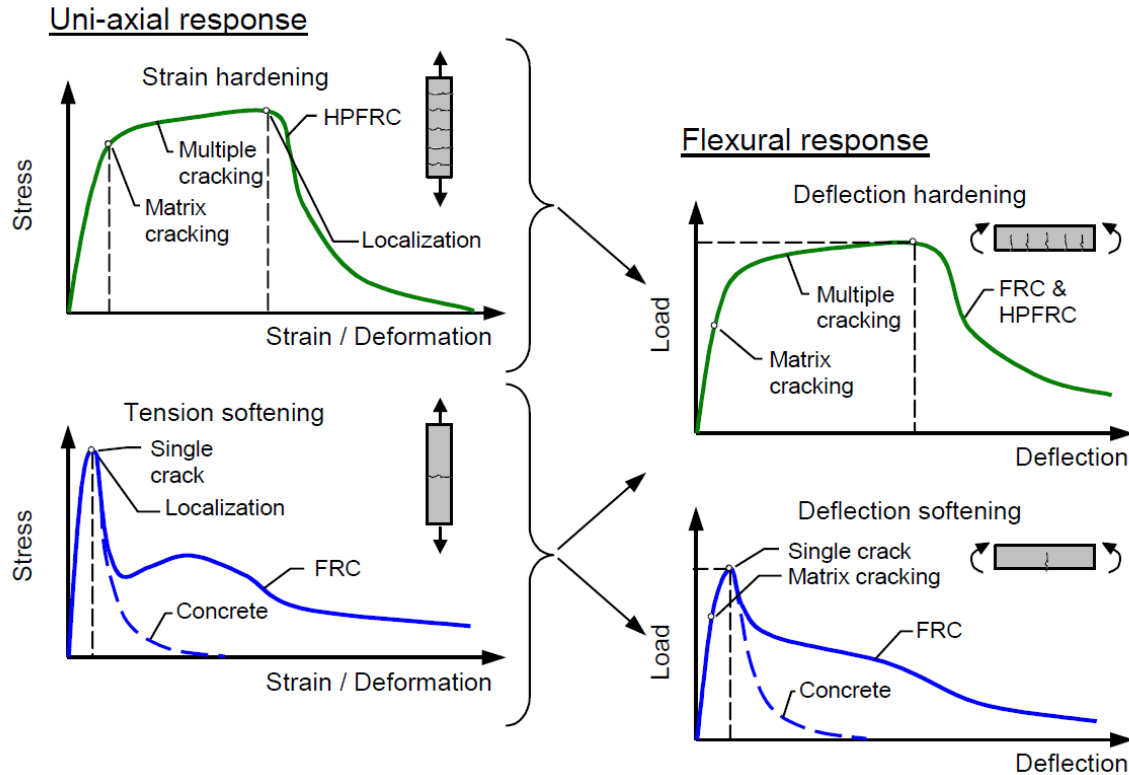 Uni-axial response
Strain hardening
HPFRC
Multiple
cracking
Matrix
cracking
Localization
Stress
Strain / Deformation
Tension softening
Single
crack
Localization
FRC
Concrete
Stress
Strain / Deformation
Flexural response
Deflection hardening
Multiple
cracking
FRC &
HPFRC
Matrix
cracking
Load
Deflection
Deflection softening
Single crack
Matrix cracking
FRC
Concrete
Load
Deflection